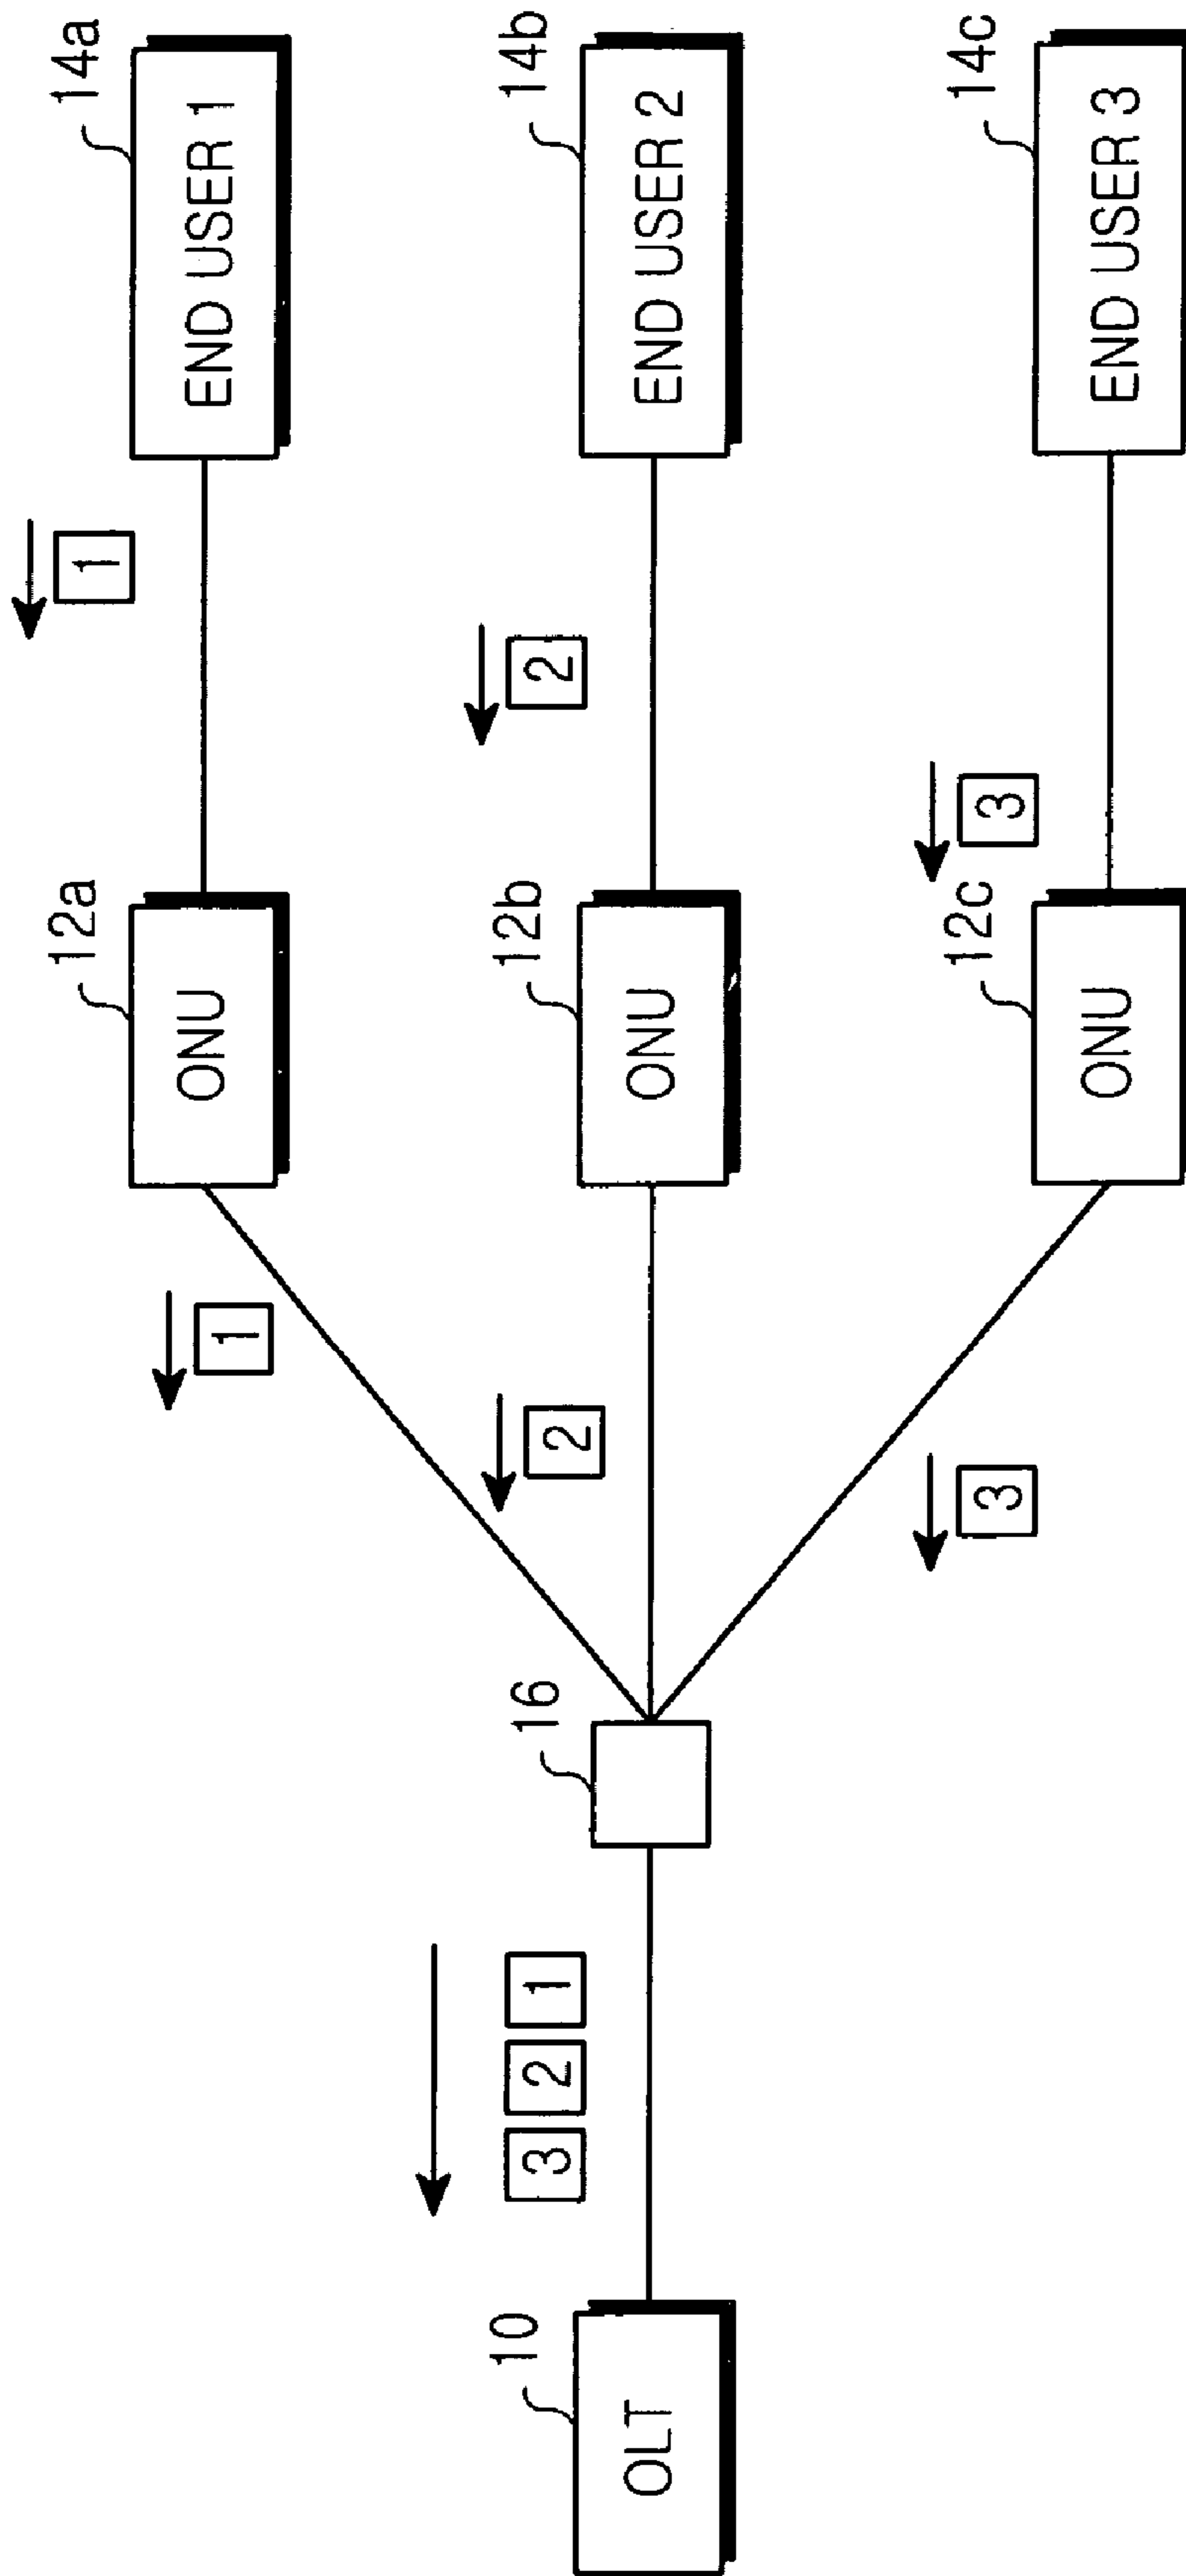 14a
END USER 1
1
12a
ONU
1
14b
END USER 2
2
12b
ONU
2
16
3 2 1
10
OLT
14c
END USER 3
3
12c
ONU
3